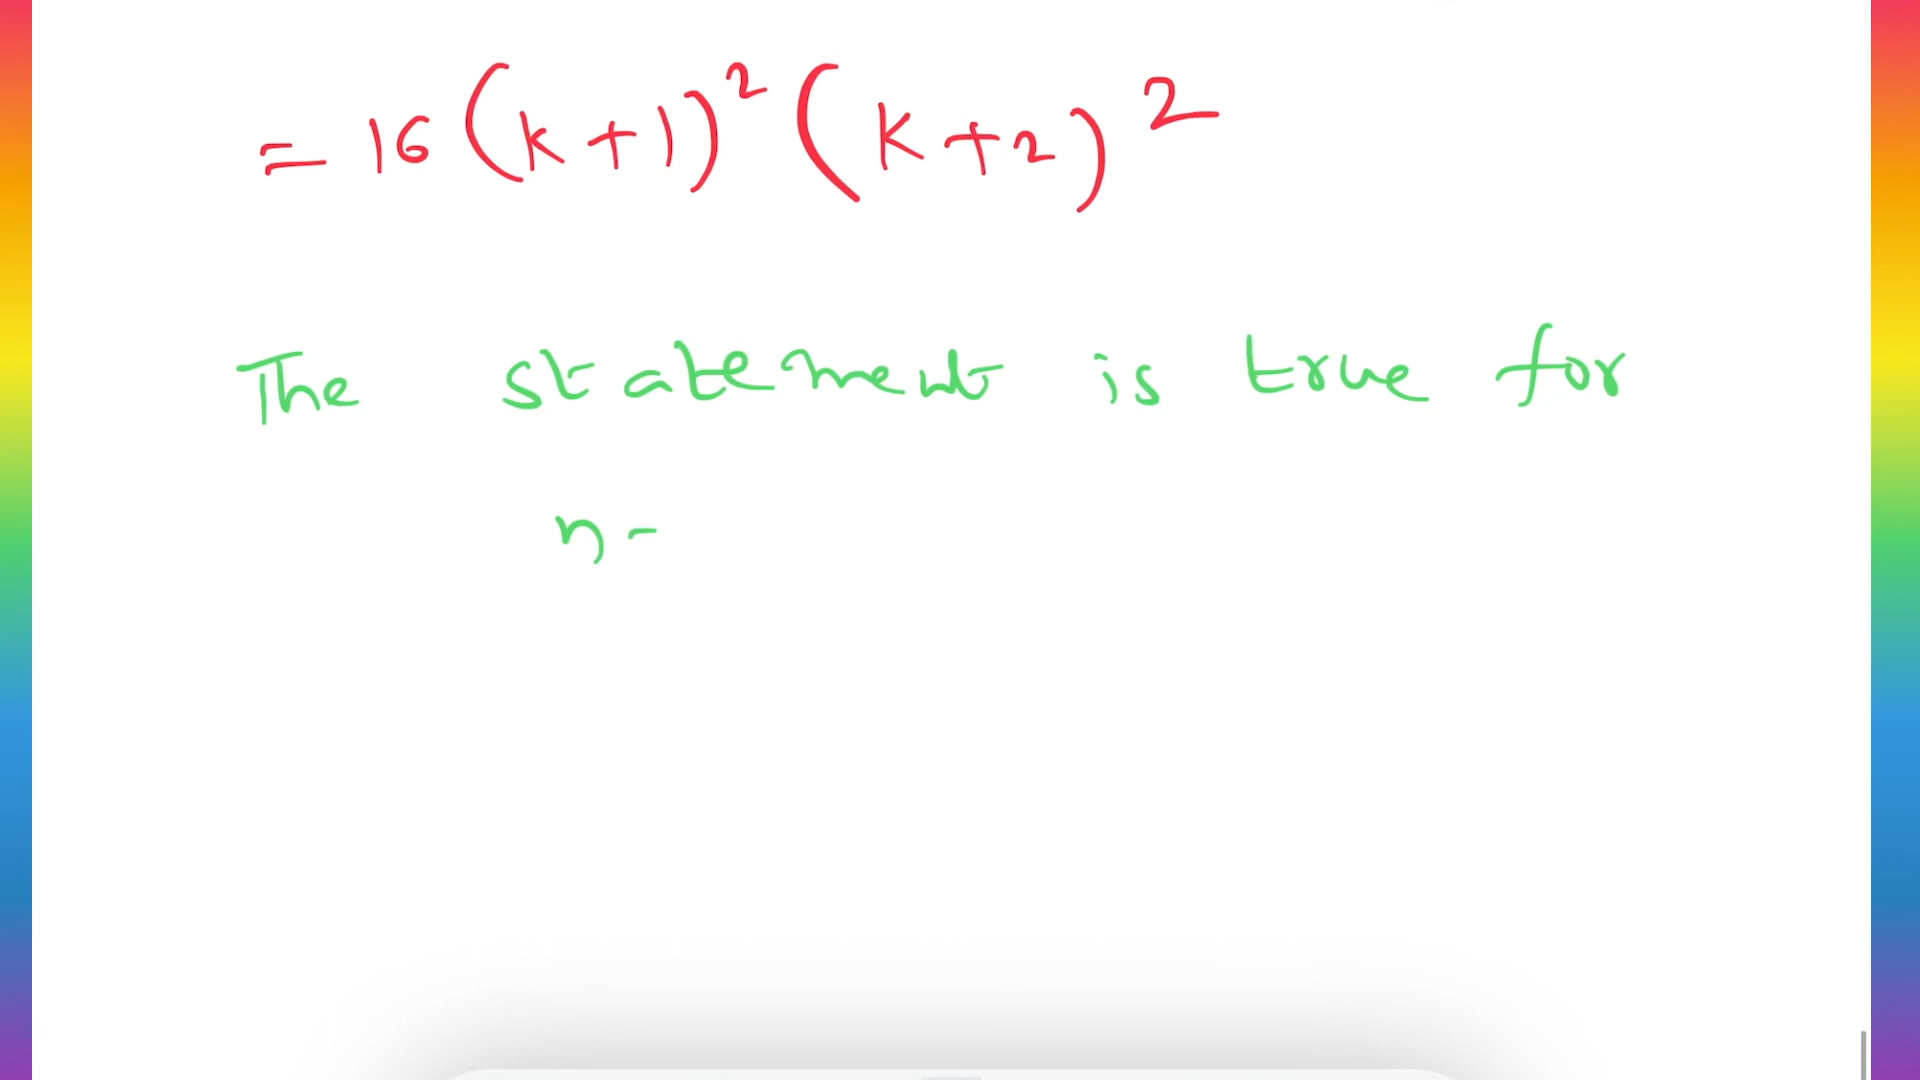 = 16 (k+1)² (k+2)²
The statement is true for
n -